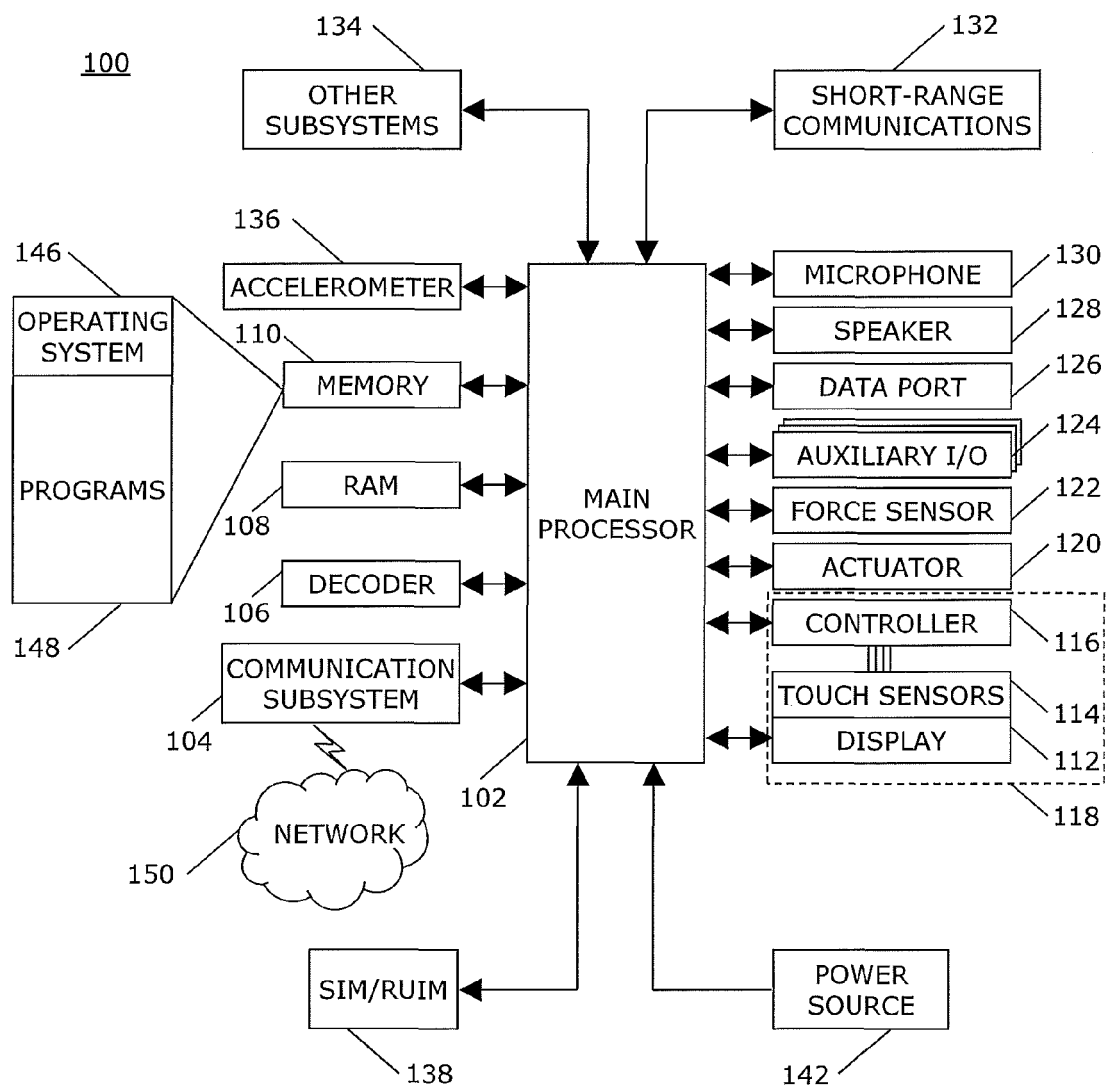 100
134
OTHER
SUBSYSTEMS
132
SHORT-RANGE
COMMUNICATIONS
136
ACCELEROMETER
146
OPERATING
SYSTEM
PROGRAMS
148
110
MEMORY
RAM
108
DECODER
106
COMMUNICATION
SUBSYSTEM
104
NETWORK
150
MAIN
PROCESSOR
102
MICROPHONE
130
SPEAKER
128
DATA PORT
126
AUXILIARY I/O
124
FORCE SENSOR
122
ACTUATOR
120
CONTROLLER
116
TOUCH SENSORS
114
DISPLAY
112
118
SIM/RUIM
138
POWER
SOURCE
142